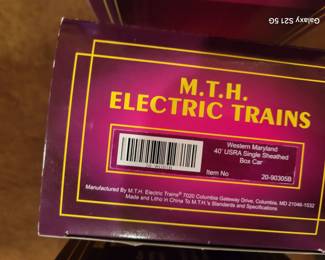 Galaxy S21 5G
M.T.H.
ELECTRIC TRAINS
Western Maryland
40' USRA Single Sheathed
Box Car
Item No 20-90305B
Manufactured By M.T.H. Electric Trains® 7020 Columbia Gateway Drive, Columbia, MD 21046-1532
Made and Litho in China To M.T.H.'s Standards and Specifications.